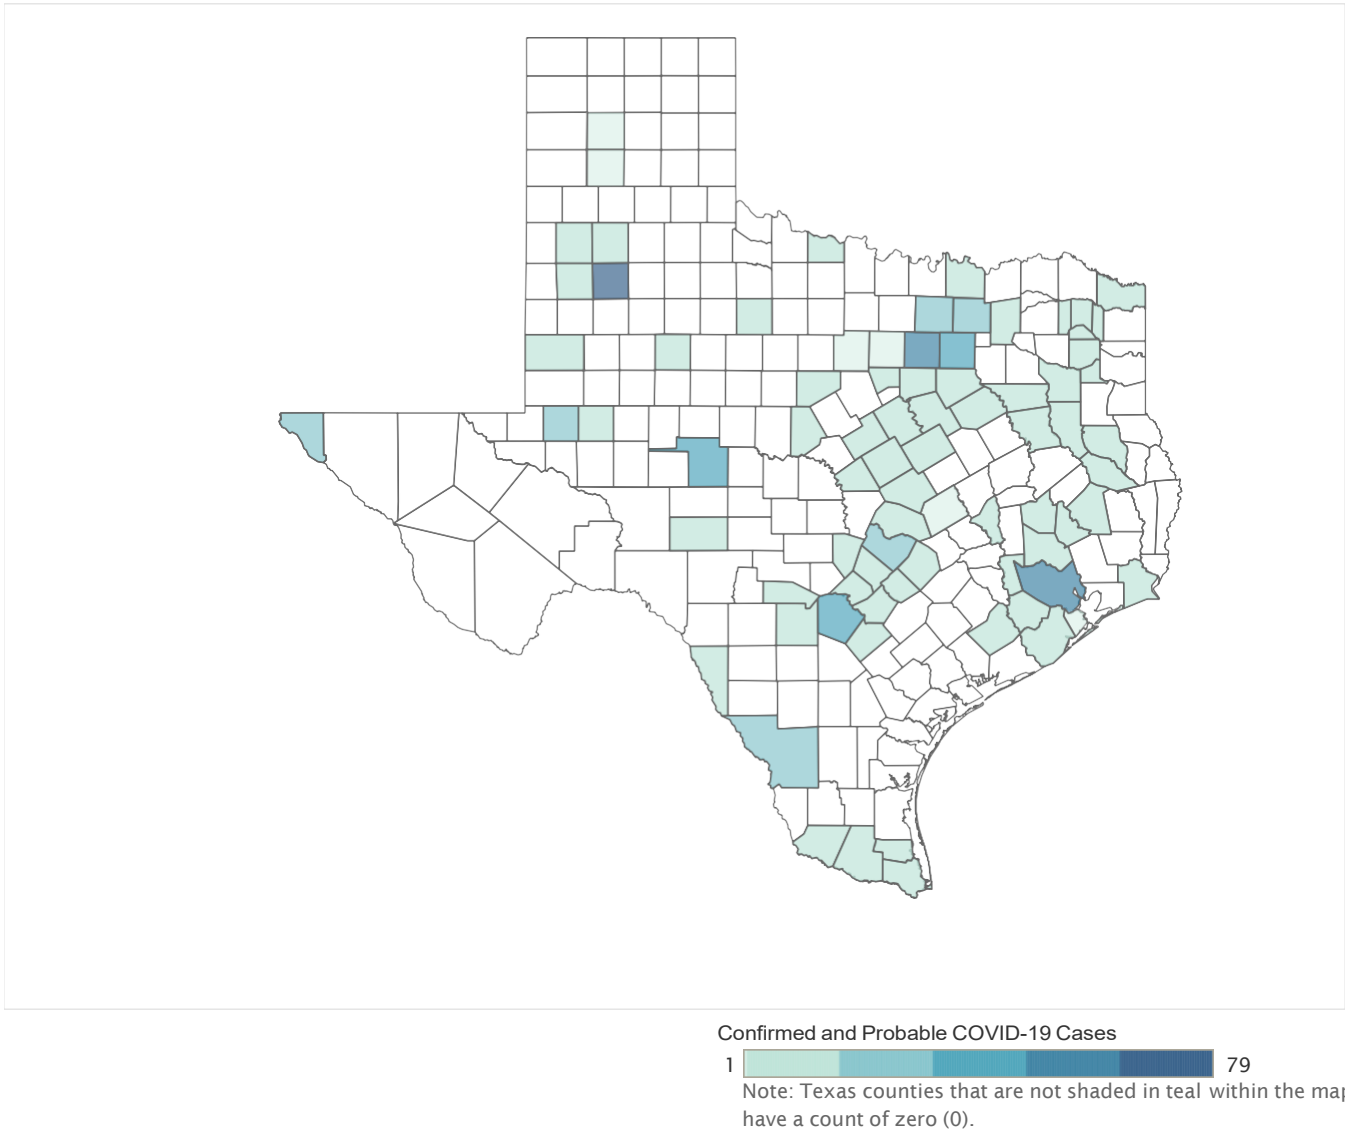 Confirmed and Probable COVID-19 Cases
1 79
Note: Texas counties that are not shaded in teal within the map
have a count of zero (0).